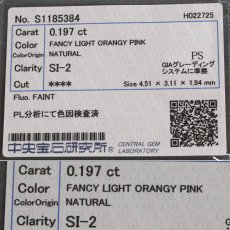 No. S1185384 H022725
Carat 0.197 ct
Color FANCY LIGHT ORANGY PINK
ColorOrigin NATURAL PS
Clarity SI-2 GIAグレーディング
システムに準拠
Cut ****
Size 4.51 × 3.11 × 1.94 mm
Fluo. FAINT
PL分析にて色因検査済
中央宝石研究所 CENTRAL GEM
LABORATORY
Carat 0.197 ct
Color FANCY LIGHT ORANGY PINK
ColorOrigin NATURAL
Clarity SI-2